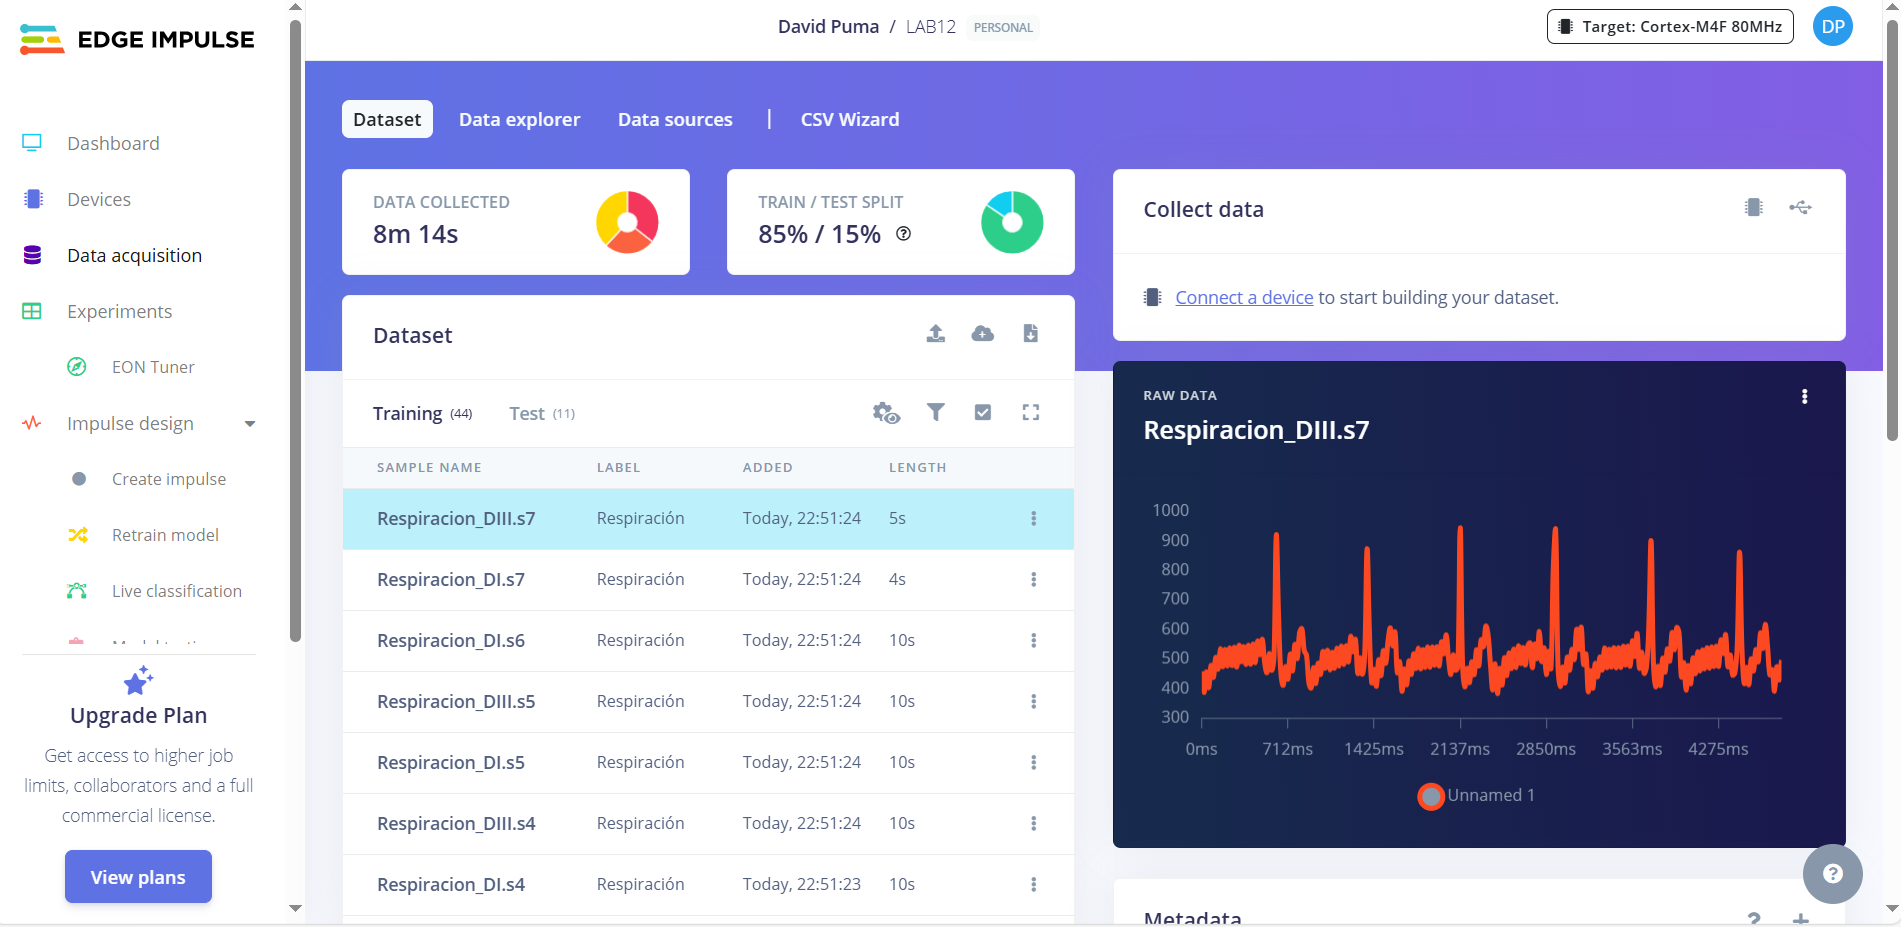 EDGE IMPULSE
David Puma / LAB12 PERSONAL
Target: Cortex-M4F 80MHz
DP
Dashboard
Devices
Data acquisition
Experiments
EON Tuner
Impulse design
Create impulse
Retrain model
Live classification
Upgrade Plan
Get access to higher job
limits, collaborators and a full
commercial license.
View plans
Dataset Data explorer Data sources | CSV Wizard
DATA COLLECTED
8m 14s
TRAIN / TEST SPLIT
85% / 15%
Dataset
Training (44) Test (11)
SAMPLE NAME LABEL ADDED LENGTH
Respiracion_DIII.s7 Respiración Today, 22:51:24 5s
Respiracion_DI.s7 Respiración Today, 22:51:24 4s
Respiracion_DI.s6 Respiración Today, 22:51:24 10s
Respiracion_DIII.s5 Respiración Today, 22:51:24 10s
Respiracion_DI.s5 Respiración Today, 22:51:24 10s
Respiracion_DIII.s4 Respiración Today, 22:51:24 10s
Respiracion_DI.s4 Respiración Today, 22:51:23 10s
Collect data
Connect a device to start building your dataset.
RAW DATA
Respiracion_DIII.s7
1000
900
800
700
600
500
400
300
0ms 712ms 1425ms 2137ms 2850ms 3563ms 4275ms
Unnamed 1
Metadata